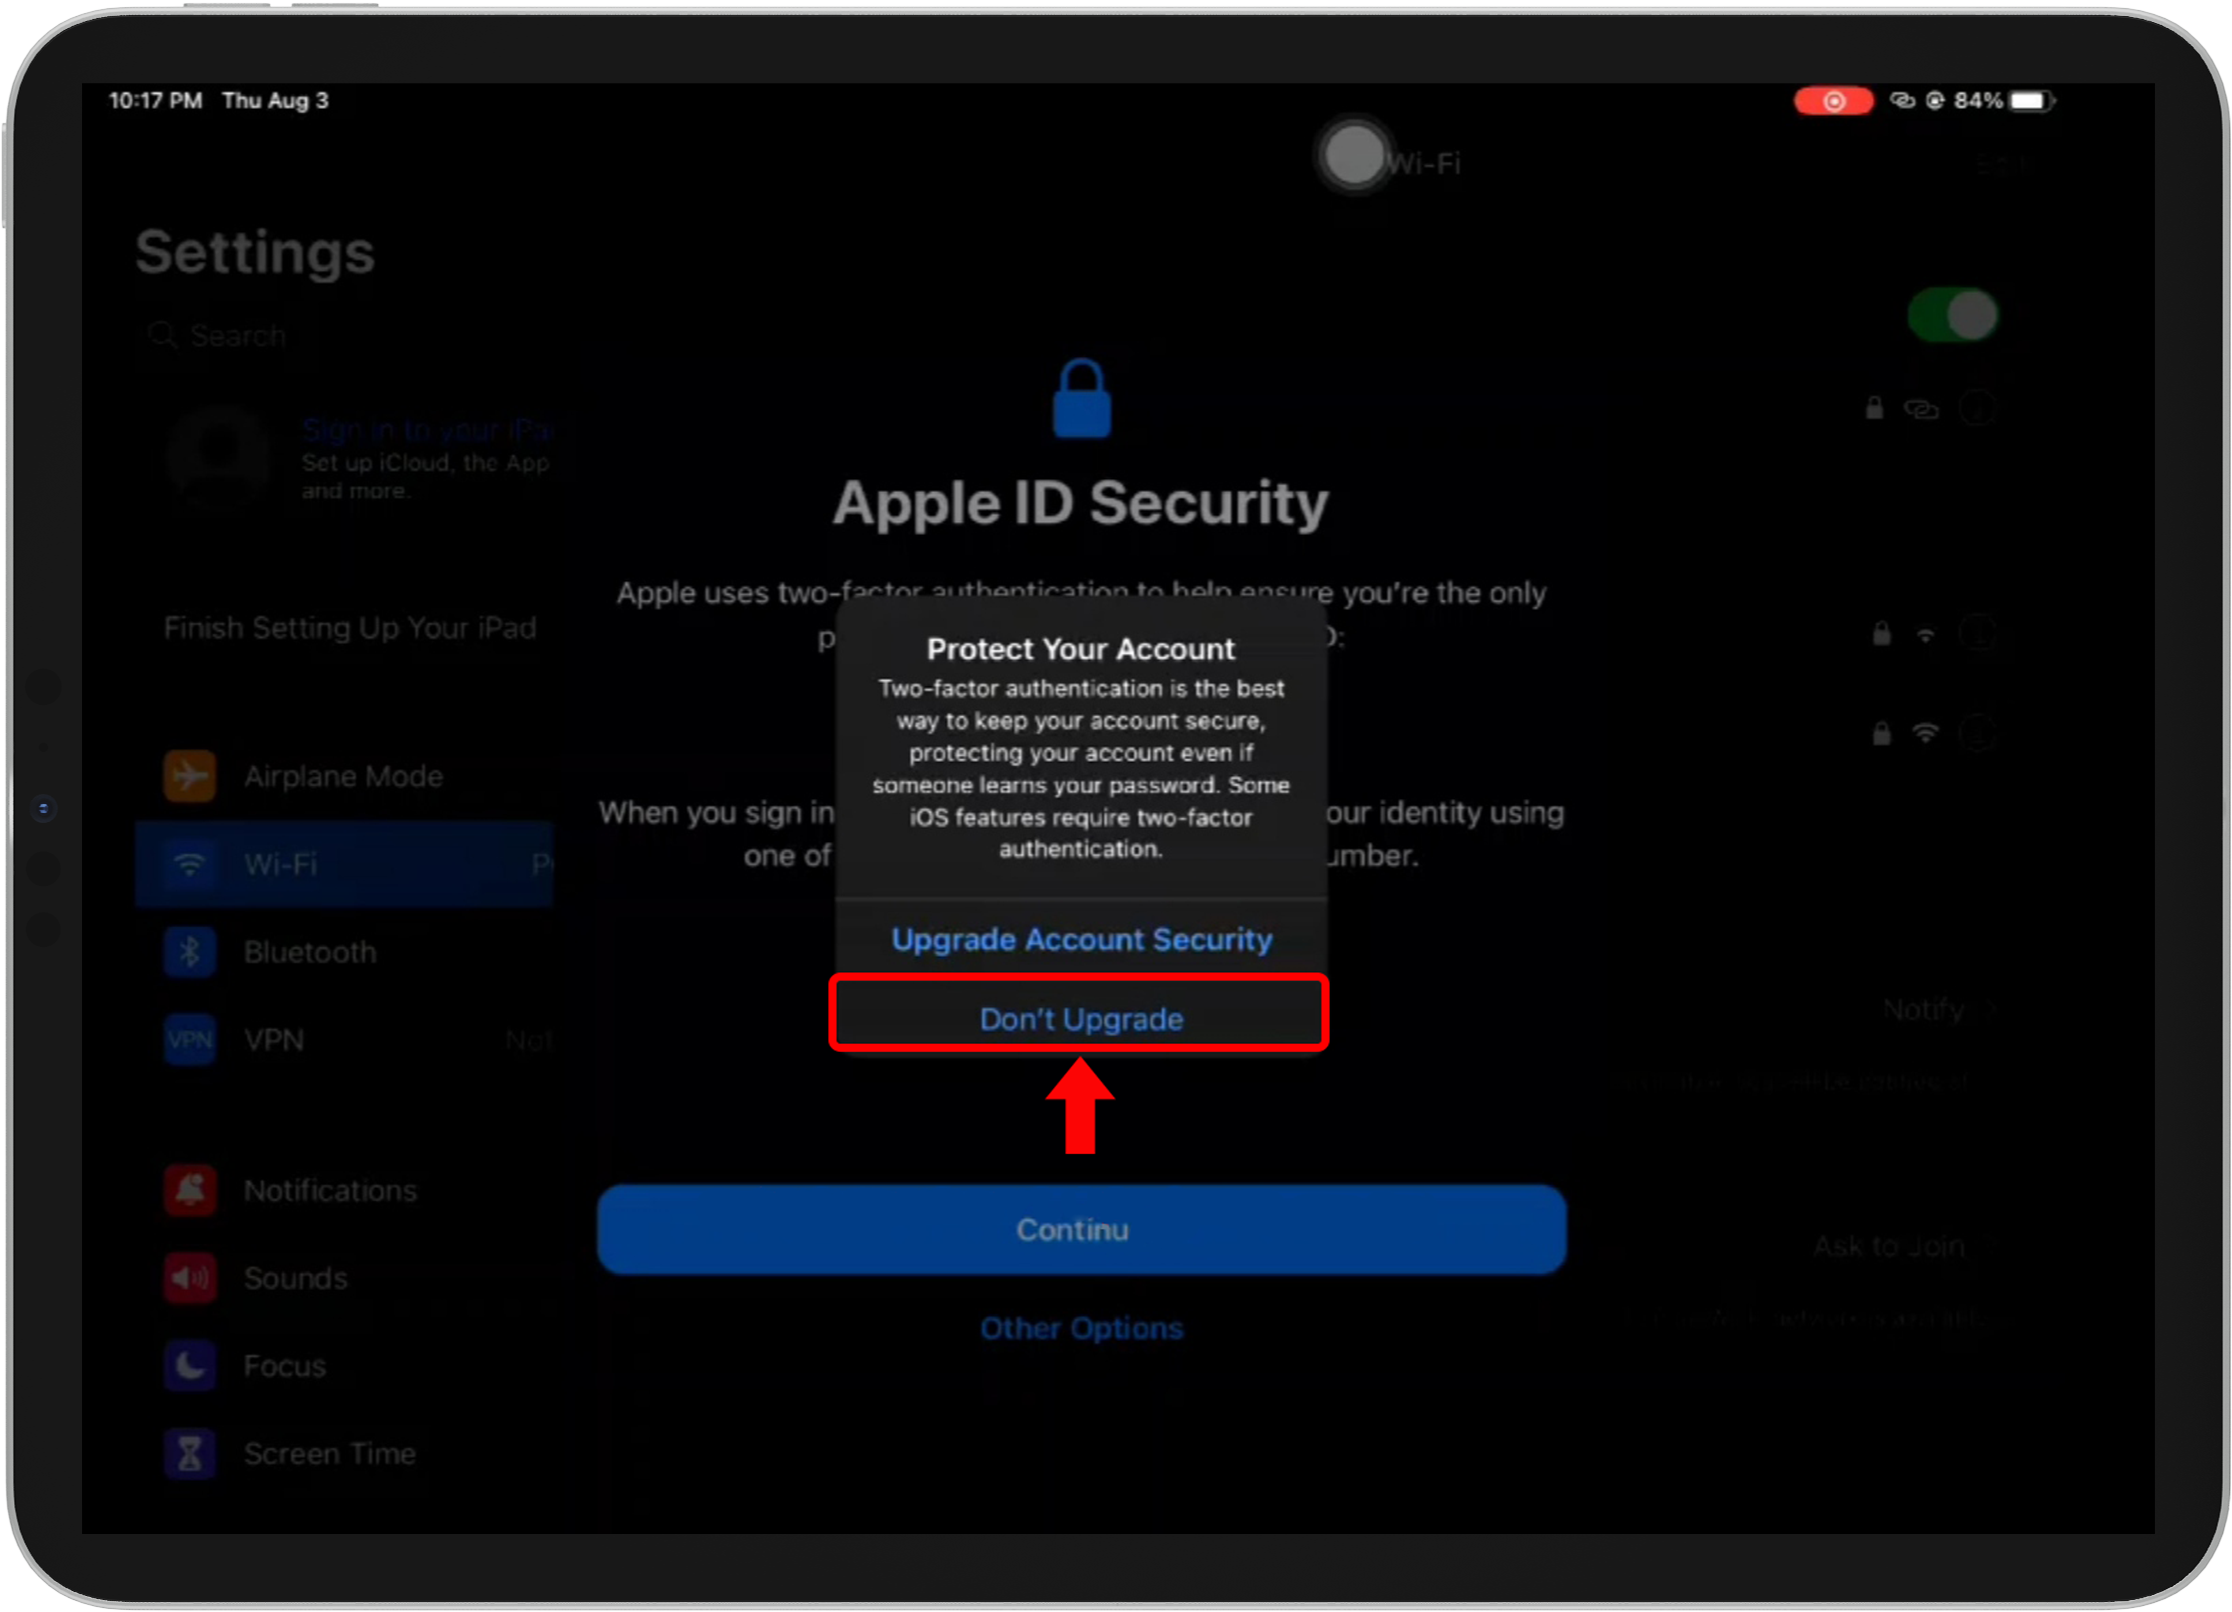 10:17 PM Thu Aug 3
84%
Wi-Fi
Settings
Search
Sign in to your iPa
Set up iCloud, the App
and more.
Finish Setting Up Your iPad
Airplane Mode
Wi-Fi
Bluetooth
VPN VPN Not
Notifications
Sounds
Focus
Screen Time
Apple ID Security
Apple uses two-factor authentication to help ensure you're the only
When you sign in our identity using
one of umber.
Protect Your Account
Two-factor authentication is the best
way to keep your account secure,
protecting your account even if
someone learns your password. Some
iOS features require two-factor
authentication.
Upgrade Account Security
Don't Upgrade
Continu
Other Options
Notify
Ask to Join